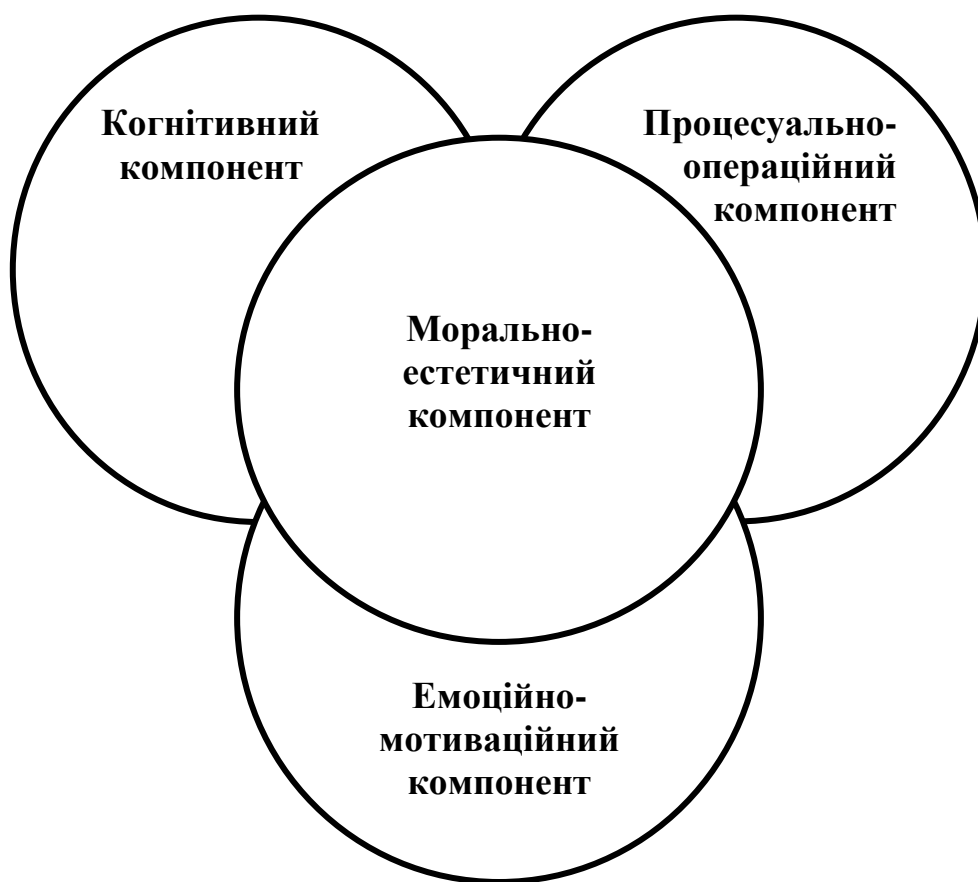 Когнітивний
компонент
Процесуально-
операційний
компонент
Морально-
естетичний
компонент
Емоційно-
мотиваційний
компонент